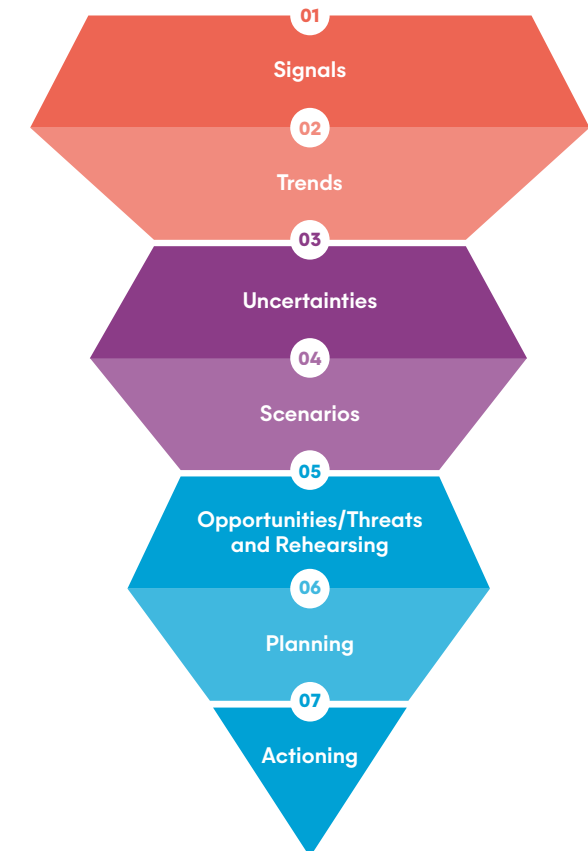 01
Signals
02
Trends
03
Uncertainties
04
Scenarios
05
Opportunities/Threats
and Rehearsing
06
Planning
07
Actioning